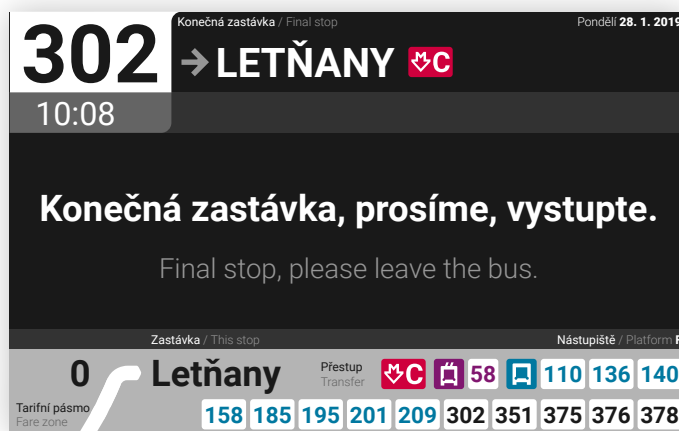 302
Konečná zastávka / Final stop
Pondělí 28. 1. 2019
→ LETŇANY C
10:08
Konečná zastávka, prosíme, vystupte.
Final stop, please leave the bus.
Zastávka / This stop
Nástupiště / Platform F
0
Letňany
Přestup
Transfer
C 58 110 136 140
Tarifní pásmo
Fare zone
158 185 195 201 209 302 351 375 376 378